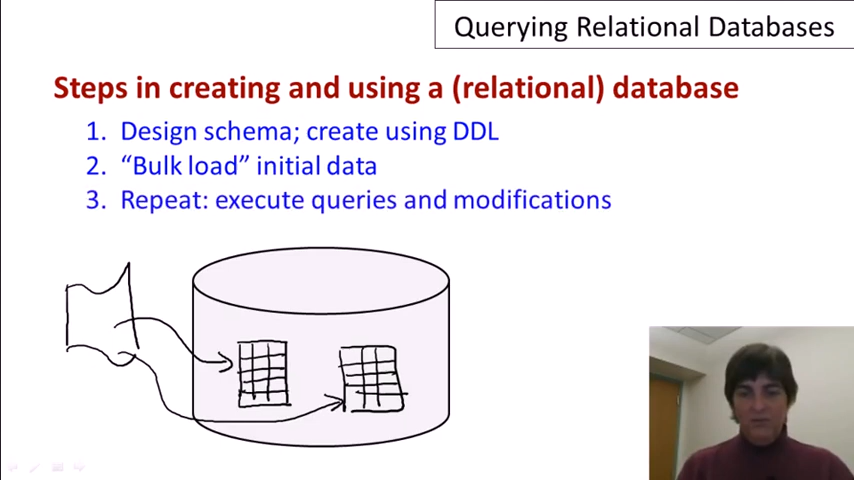 Querying Relational Databases
Steps in creating and using a (relational) database
1. Design schema; create using DDL
2. “Bulk load” initial data
3. Repeat: execute queries and modifications